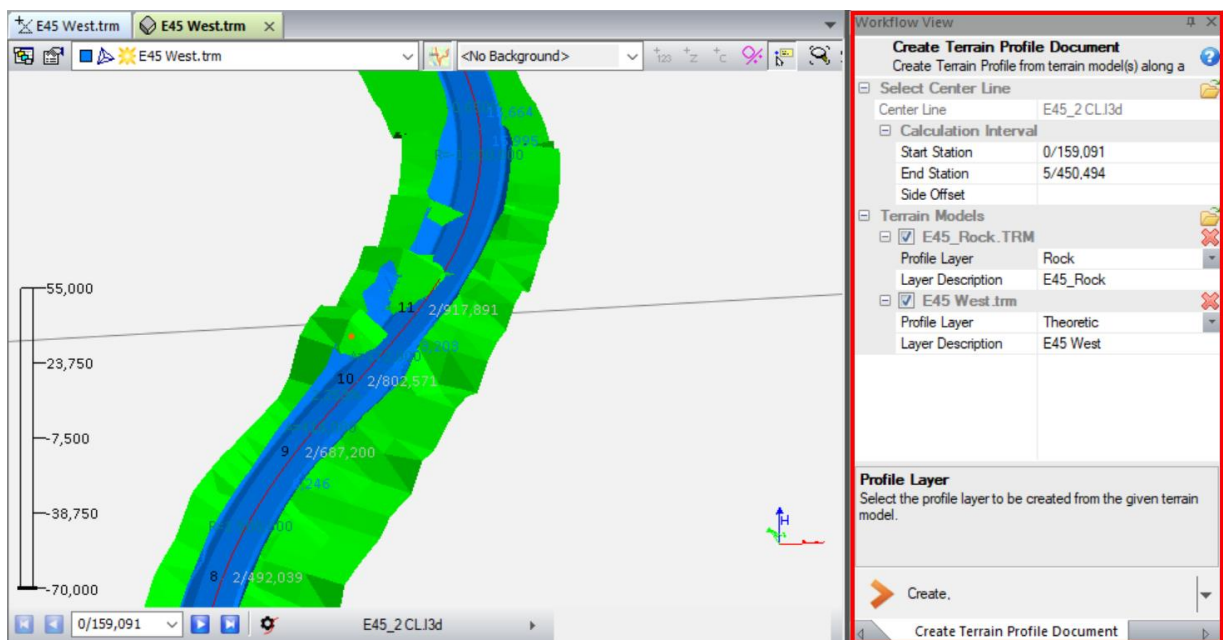 E45 West.trm
E45 West.trm
E45 West.trm
<No Background>
123
z
c
55,000
23,750
-7,500
-38,750
-70,000
11
2/917,891
10
2/802,571
9
2/687,200
8
2/492,039
H
0/159,091
E45_2 CL.l3d
Workflow View
Create Terrain Profile Document
Create Terrain Profile from terrain model(s) along a
Select Center Line
Center Line E45_2 CL.l3d
Calculation Interval
Start Station 0/159,091
End Station 5/450,494
Side Offset
Terrain Models
E45_Rock.TRM
Profile Layer Rock
Layer Description E45_Rock
E45 West.trm
Profile Layer Theoretic
Layer Description E45 West
Profile Layer
Select the profile layer to be created from the given terrain
model.
Create,
Create Terrain Profile Document